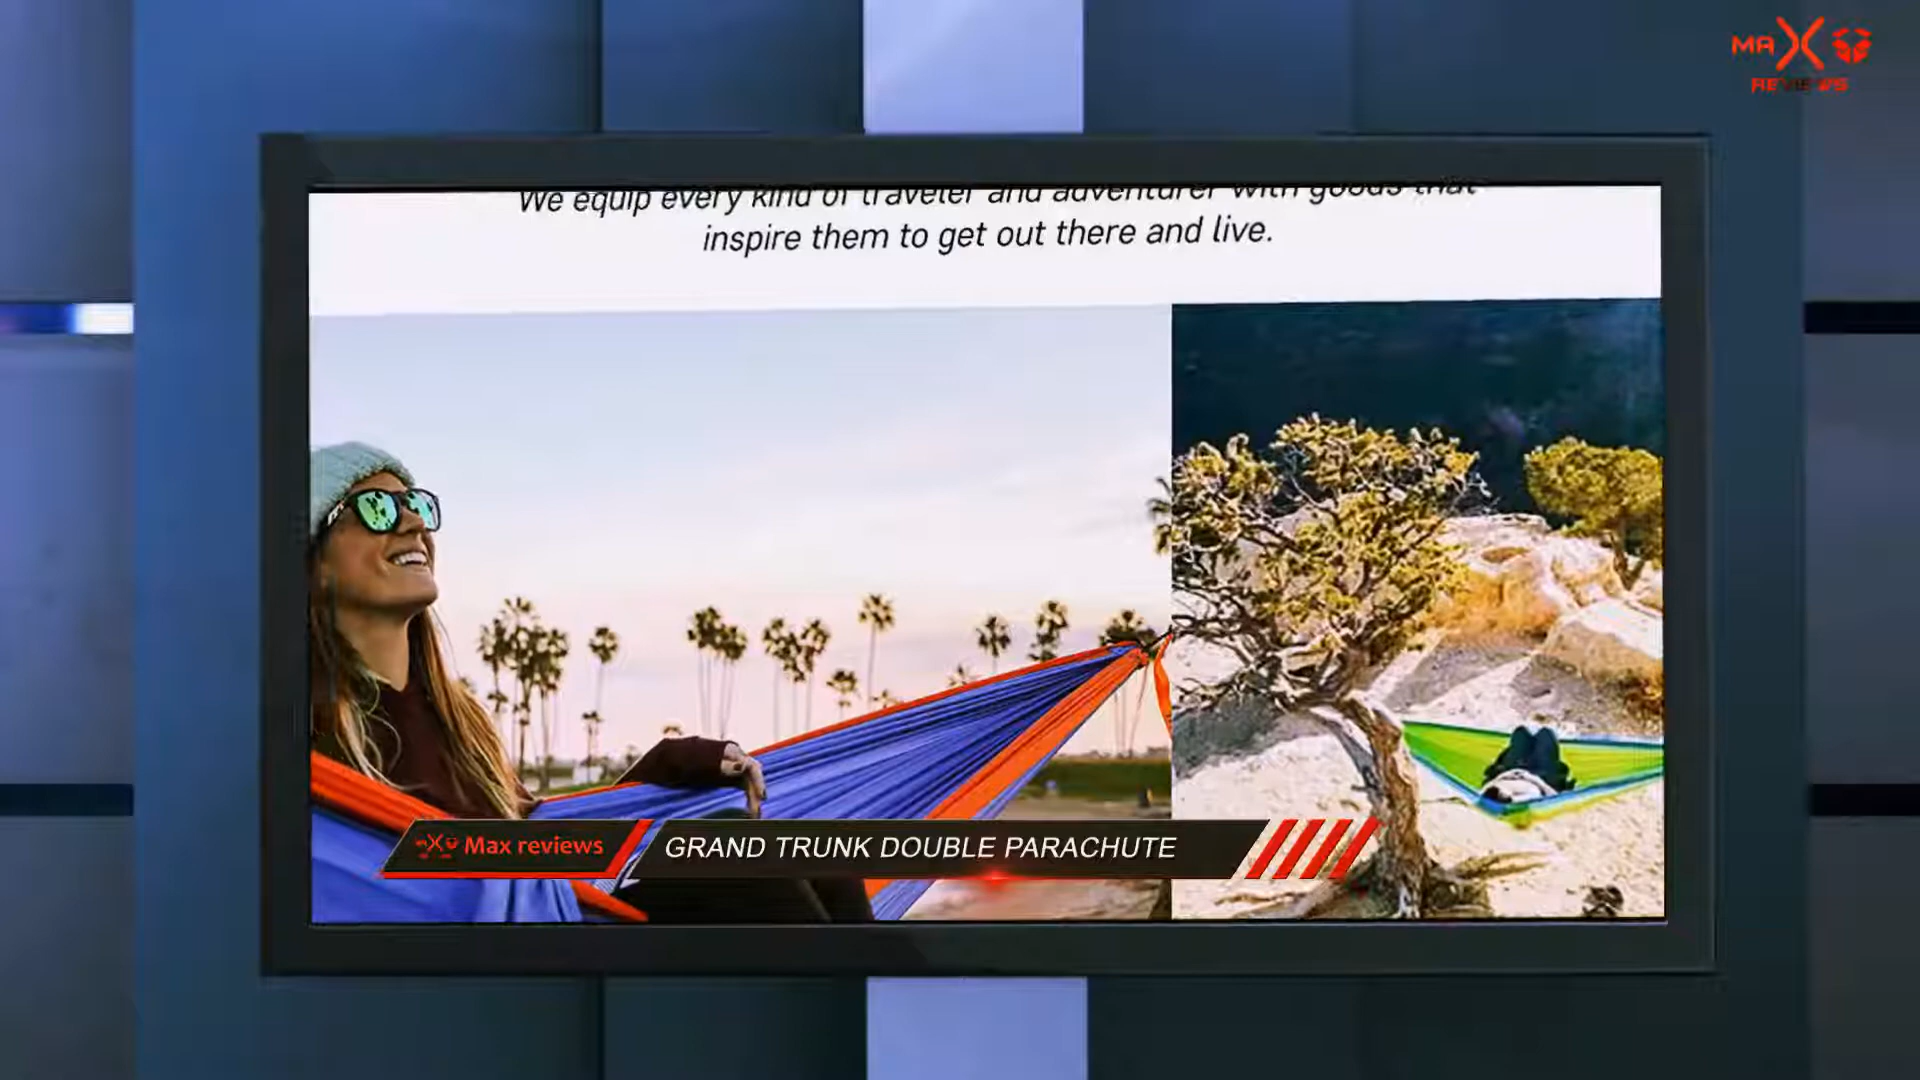 MAX
REVIEWS
We equip every kind of traveler and adventurer with goods that
inspire them to get out there and live.
Max reviews
GRAND TRUNK DOUBLE PARACHUTE